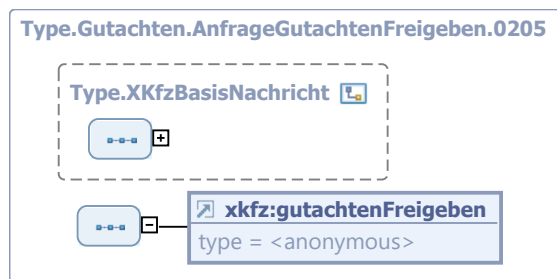 Type.Gutachten.AnfrageGutachtenFreigeben.0205
Type.XKfzBasisNachricht
xkfz:gutachtenFreigeben
type = <anonymous>